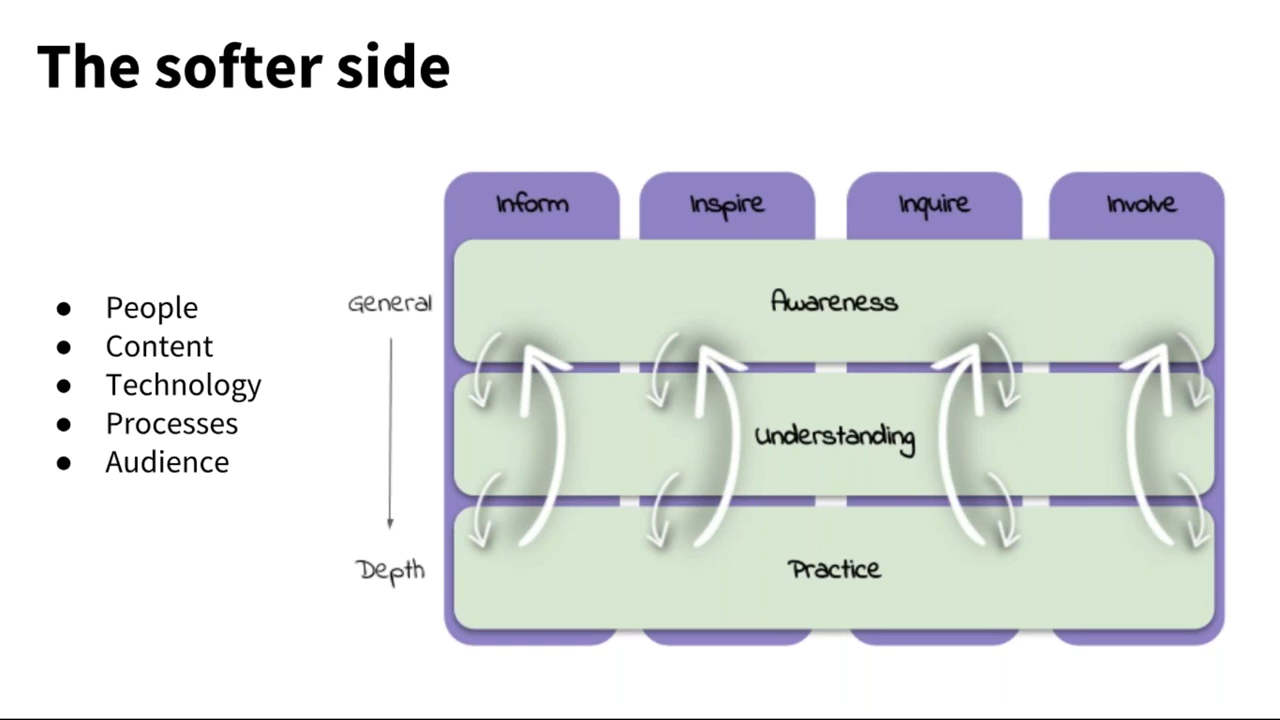 The softer side
● People
● Content
● Technology
● Processes
● Audience
Inform
Inspire
Inquire
Involve
General
Awareness
Understanding
Depth
Practice